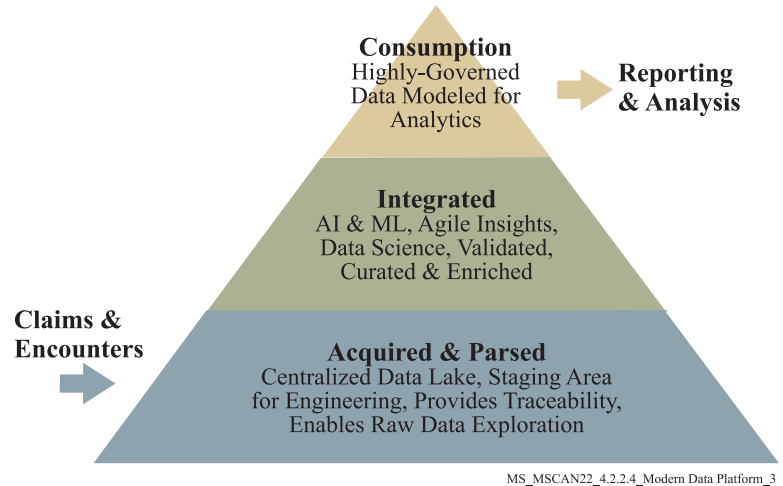 Consumption
Highly-Governed
Data Modeled for
Analytics
Reporting
& Analysis
Integrated
AI & ML, Agile Insights,
Data Science, Validated,
Curated & Enriched
Claims &
Encounters
Acquired & Parsed
Centralized Data Lake, Staging Area
for Engineering, Provides Traceability,
Enables Raw Data Exploration
MS_MSCAN22_4.2.2.4_Modern Data Platform_3